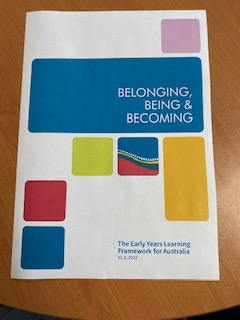 BELONGING,
BEING &
BECOMING
The Early Years Learning
Framework for Australia
V2.0, 2022